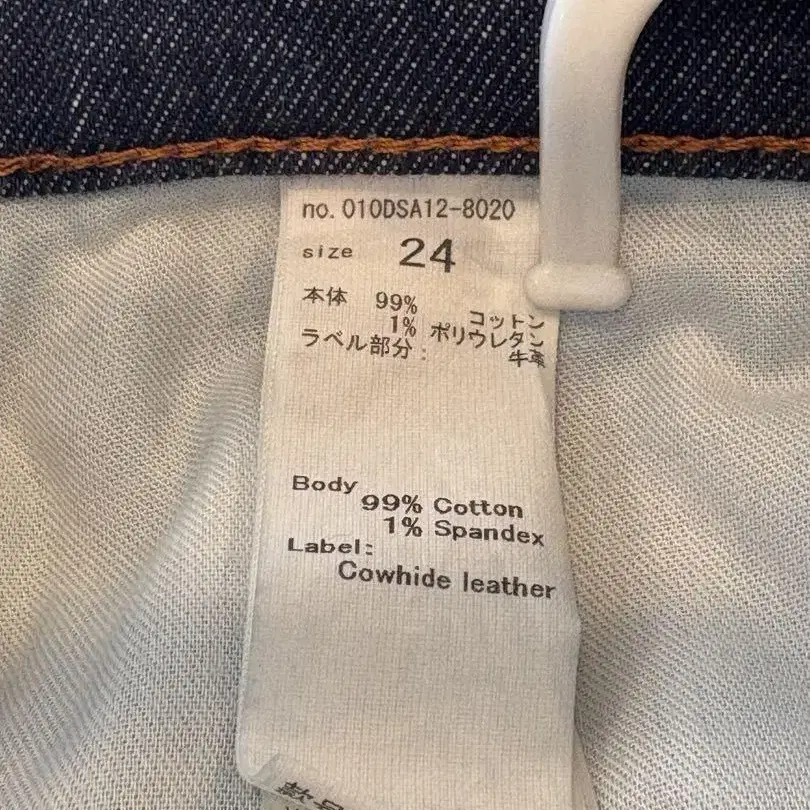 no. 010DSA12-8020
size 24
本体 99% コットン
1% ポリウレタン
ラベル部分: 牛革
Body
99% Cotton
1% Spandex
Label:
Cowhide leather